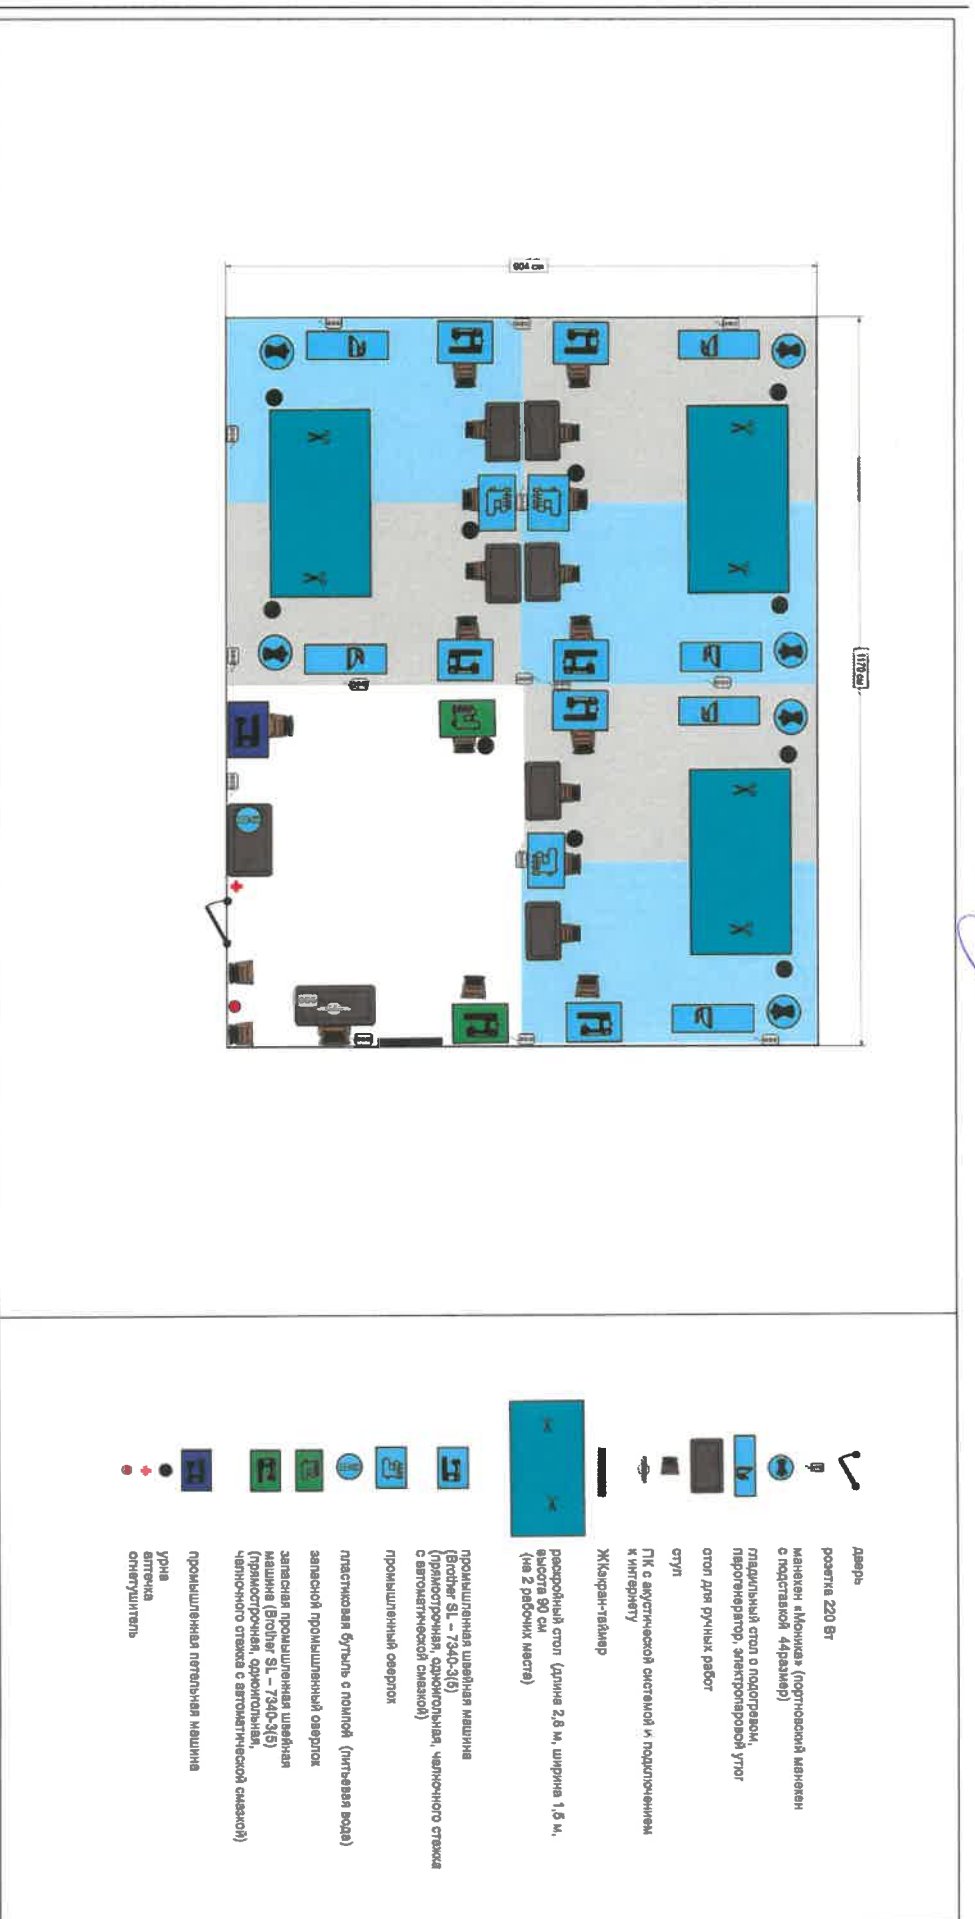 904 см
1170 см
дверь
розетка 220 Вт
манекен «Моника» (портновский манекен
с подставкой 44размер)
гладильный стол с подогревом,
парогенератор, электропаровой утюг
стол для ручных работ
стул
ПК с акустической системой и подключением
к интернету
ЖКэкран-таймер
раскройный стол (длина 2,8 м, ширина 1,5 м,
высота 90 см
(на 2 рабочих места)
промышленная швейная машина
(Brother SL – 7340-3(5)
(прямострочная, одноигольная, челночного стежка
с автоматической смазкой)
промышленный оверлок
пластиковая бутыль с помпой (питьевая вода)
запасной промышленный оверлок
запасная промышленная швейная
машина (Brother SL – 7340-3(5)
(прямострочная, одноигольная,
челночного стежка с автоматической смазкой)
промышленная петельная машина
урна
аптечка
огнетушитель